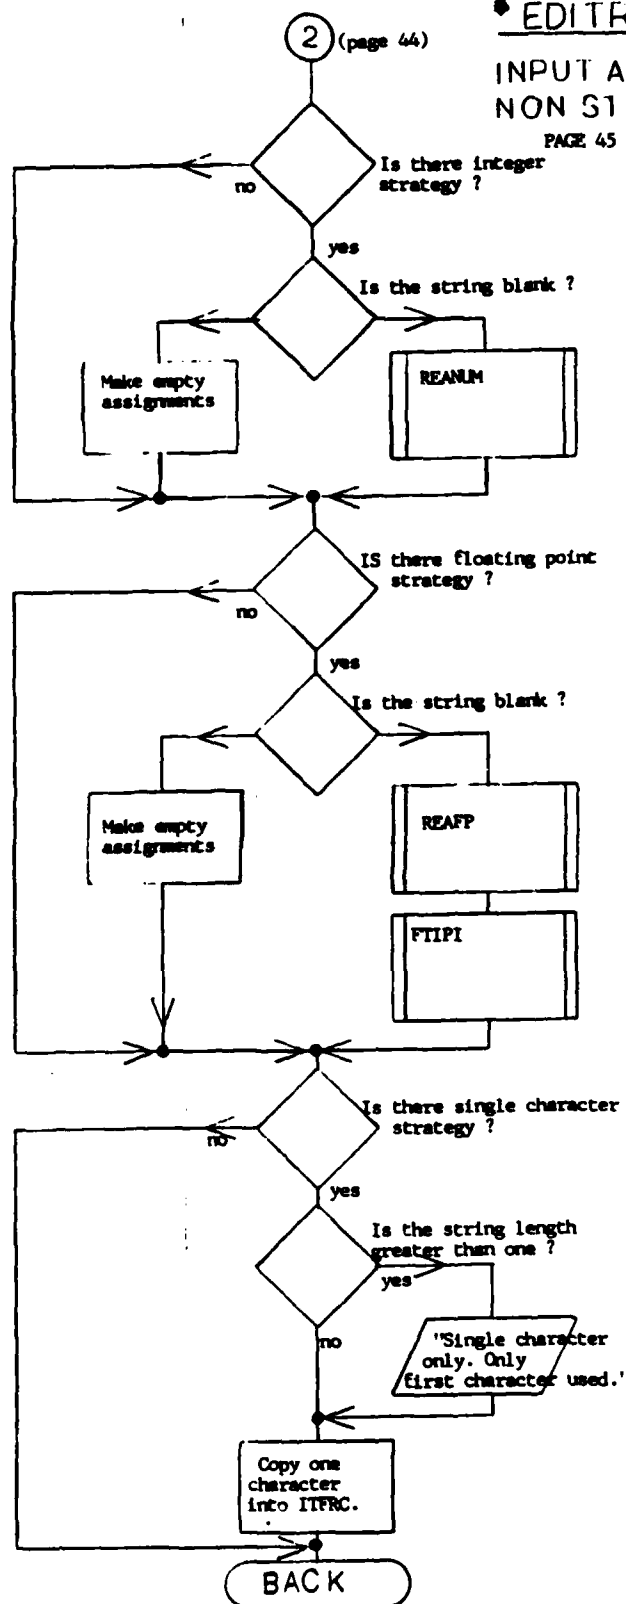 2 (page 44)
* EDITR
INPUT A
NON ST
PAGE 45
Is there integer
strategy ?
no
yes
Is the string blank ?
Make empty
assignments
REANUM
IS there floating point
strategy ?
no
yes
Is the string blank ?
Make empty
assignments
REAFP
FTIPI
Is there single character
strategy ?
no
yes
Is the string length
greater than one ?
yes
no
"Single character
only. Only
first character used."
Copy one
character
into ITFRC.
BACK